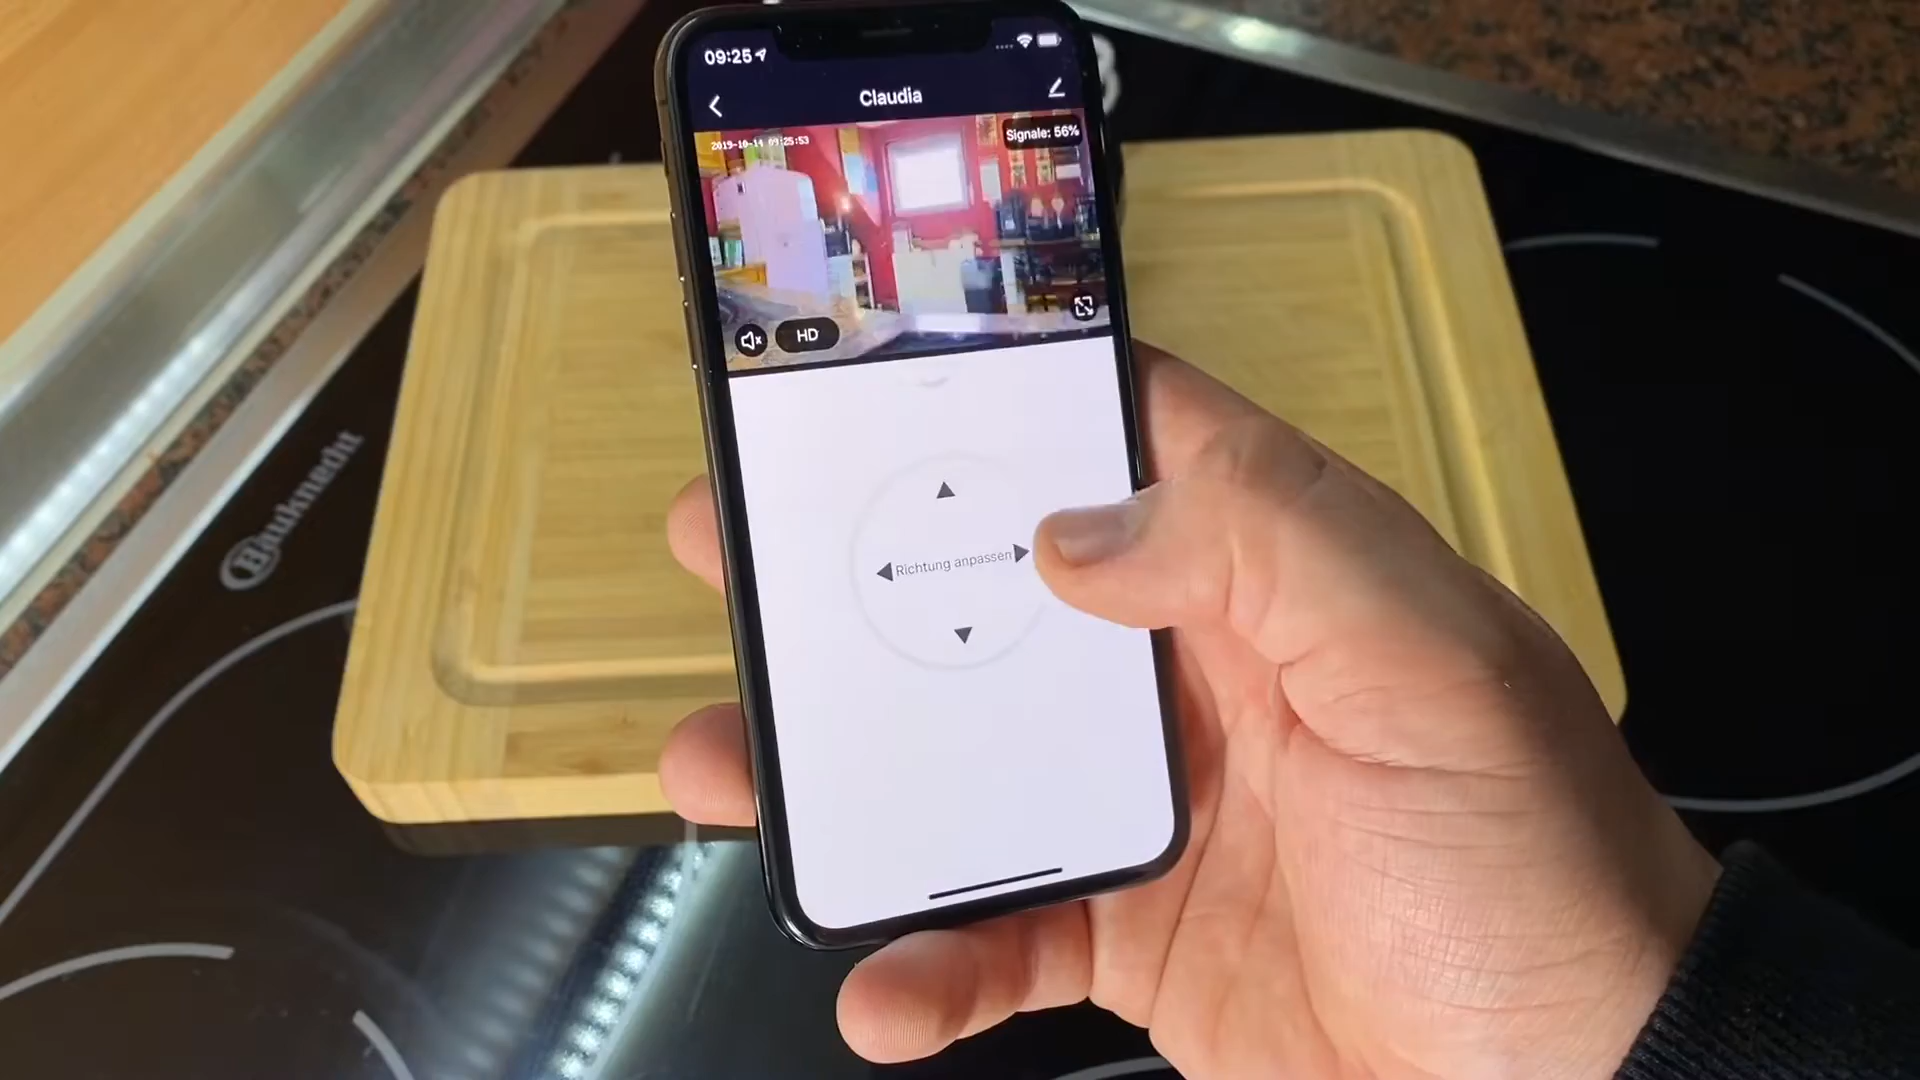 09:25
Claudia
2019-10-14 09:25:53
Signale: 56%
HD
Richtung anpassen
Bauknecht